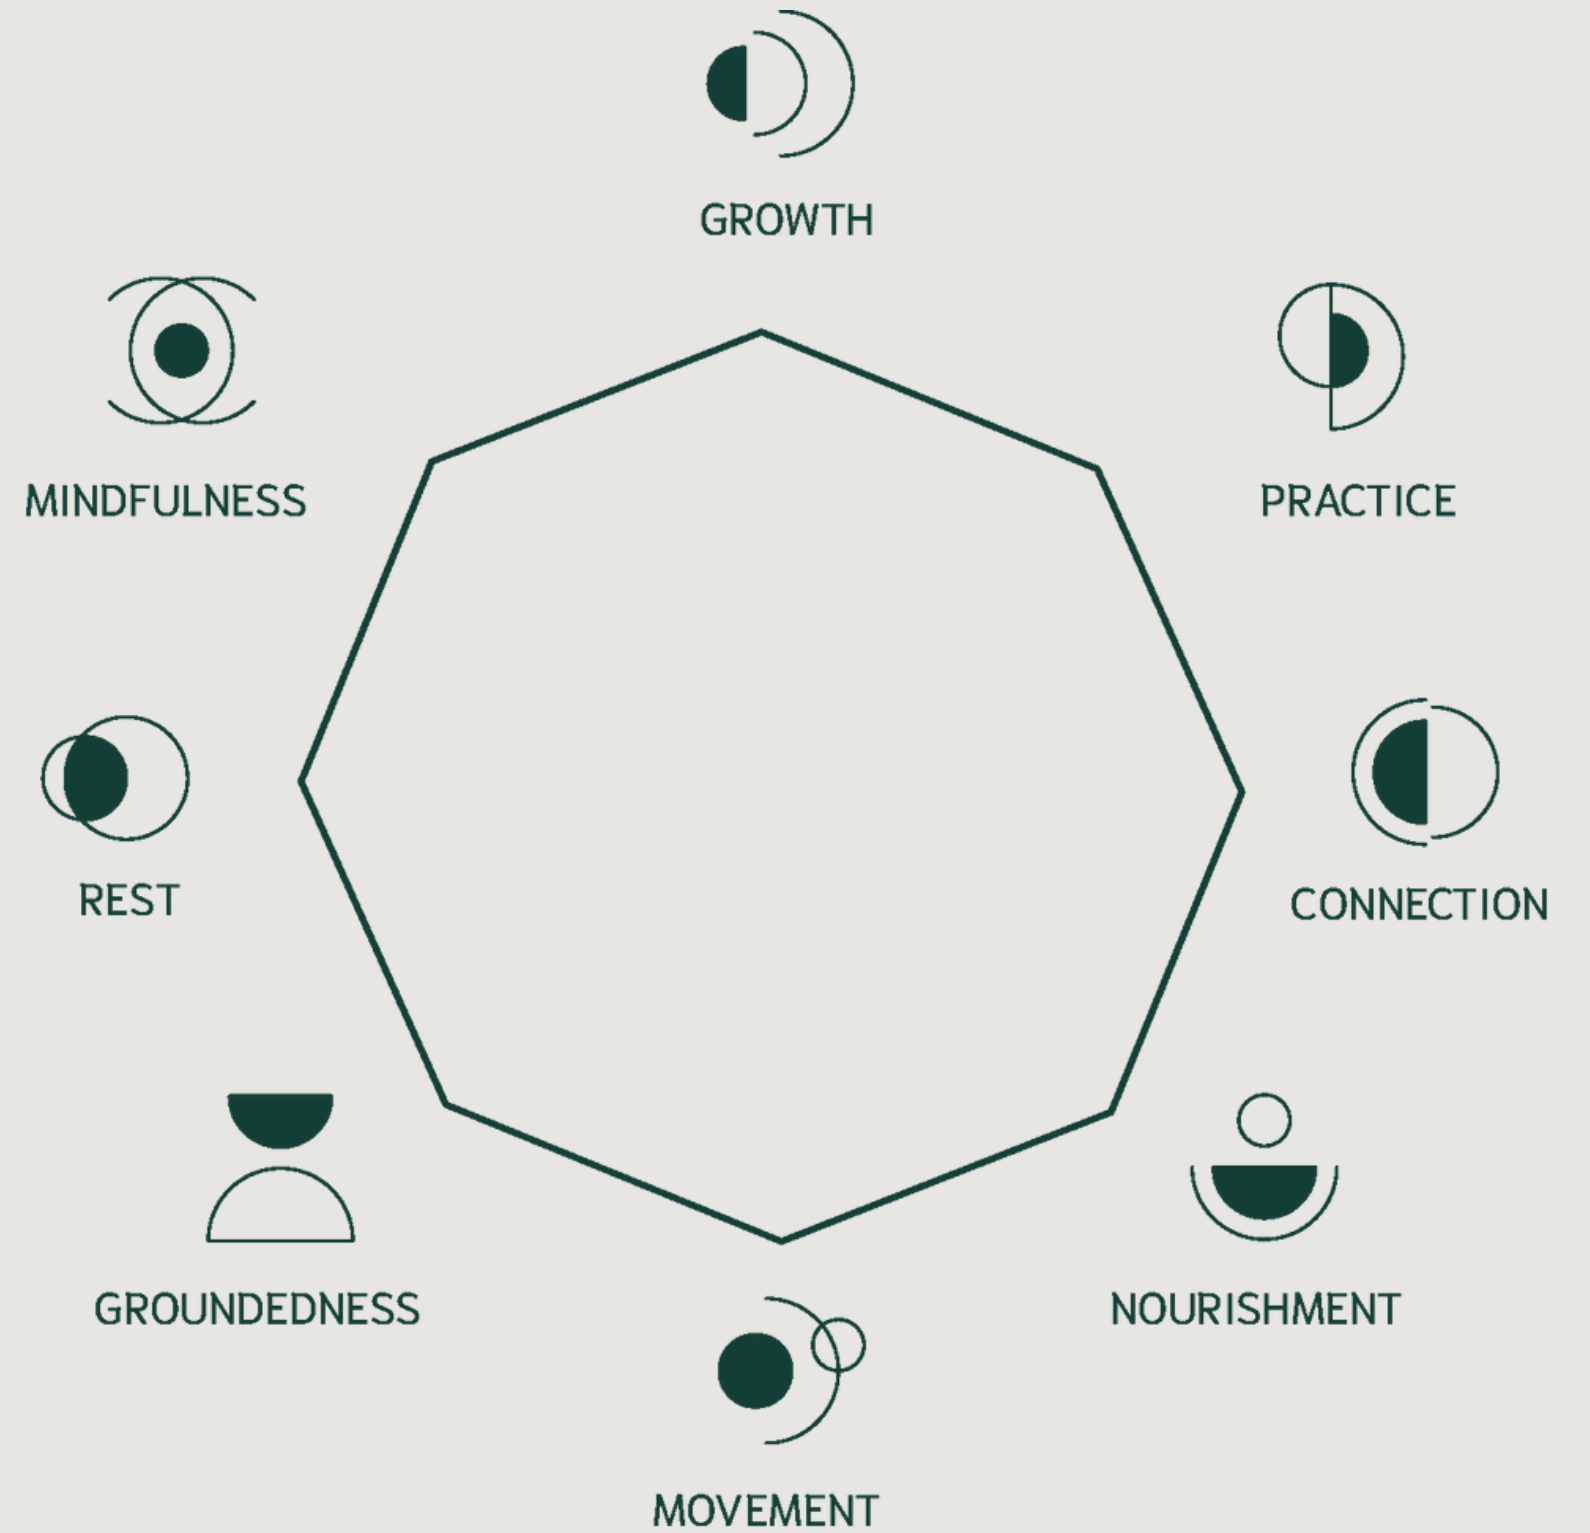 GROWTH
MINDFULNESS
PRACTICE
REST
CONNECTION
GROUNDEDNESS
NOURISHMENT
MOVEMENT